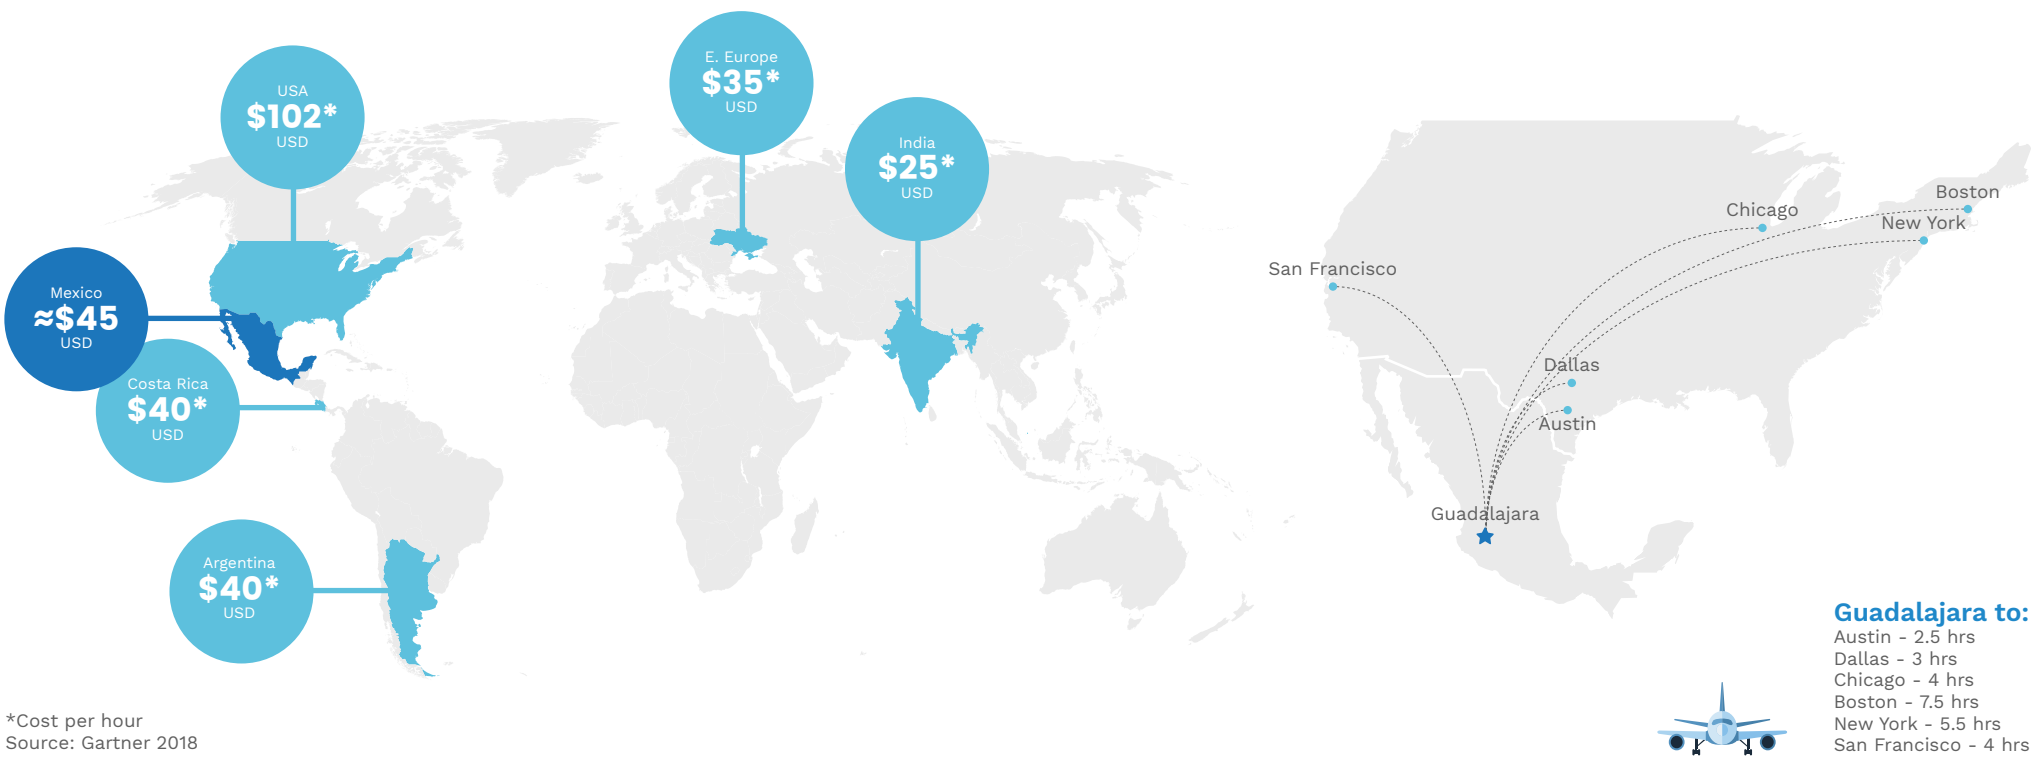 USA
$102*
USD
E. Europe
$35*
USD
India
$25*
USD
Mexico
≈$45
USD
Costa Rica
$40*
USD
Argentina
$40*
USD
*Cost per hour
Source: Gartner 2018
Boston
Chicago
New York
San Francisco
Dallas
Austin
Guadalajara
Guadalajara to:
Austin - 2.5 hrs
Dallas - 3 hrs
Chicago - 4 hrs
Boston - 7.5 hrs
New York - 5.5 hrs
San Francisco - 4 hrs